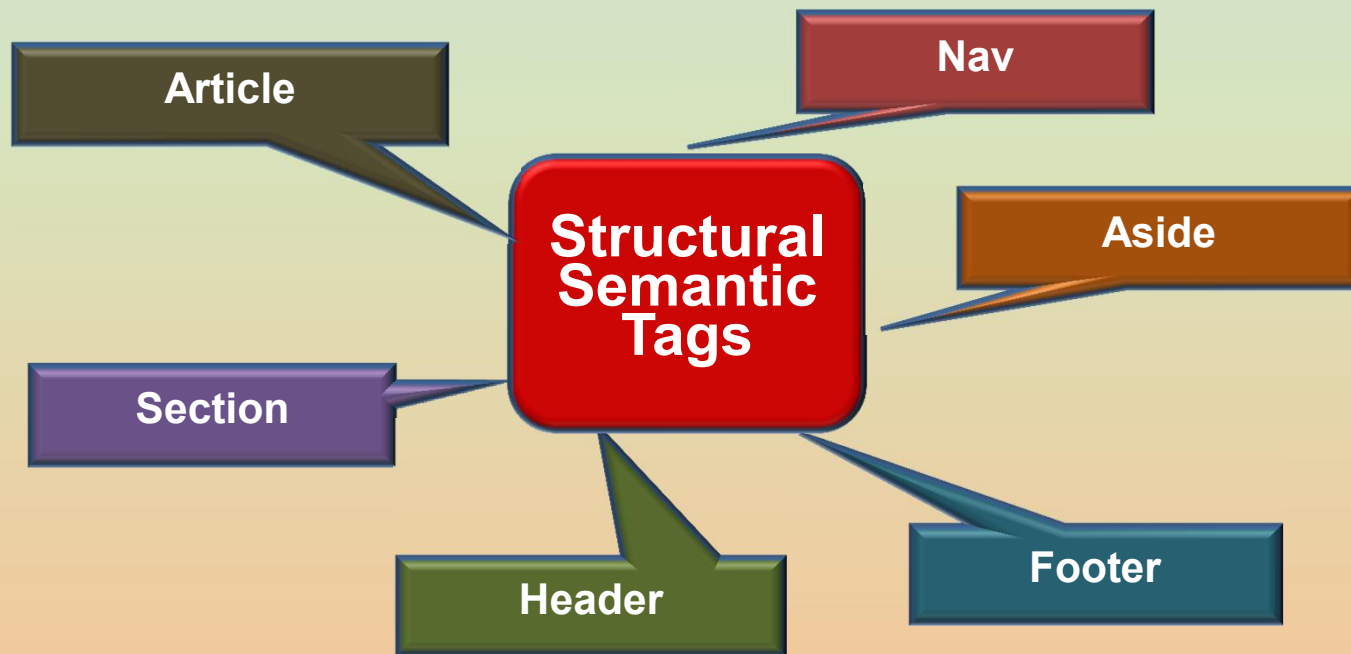 Nav
Article
Structural
Semantic
Tags
Aside
Section
Footer
Header